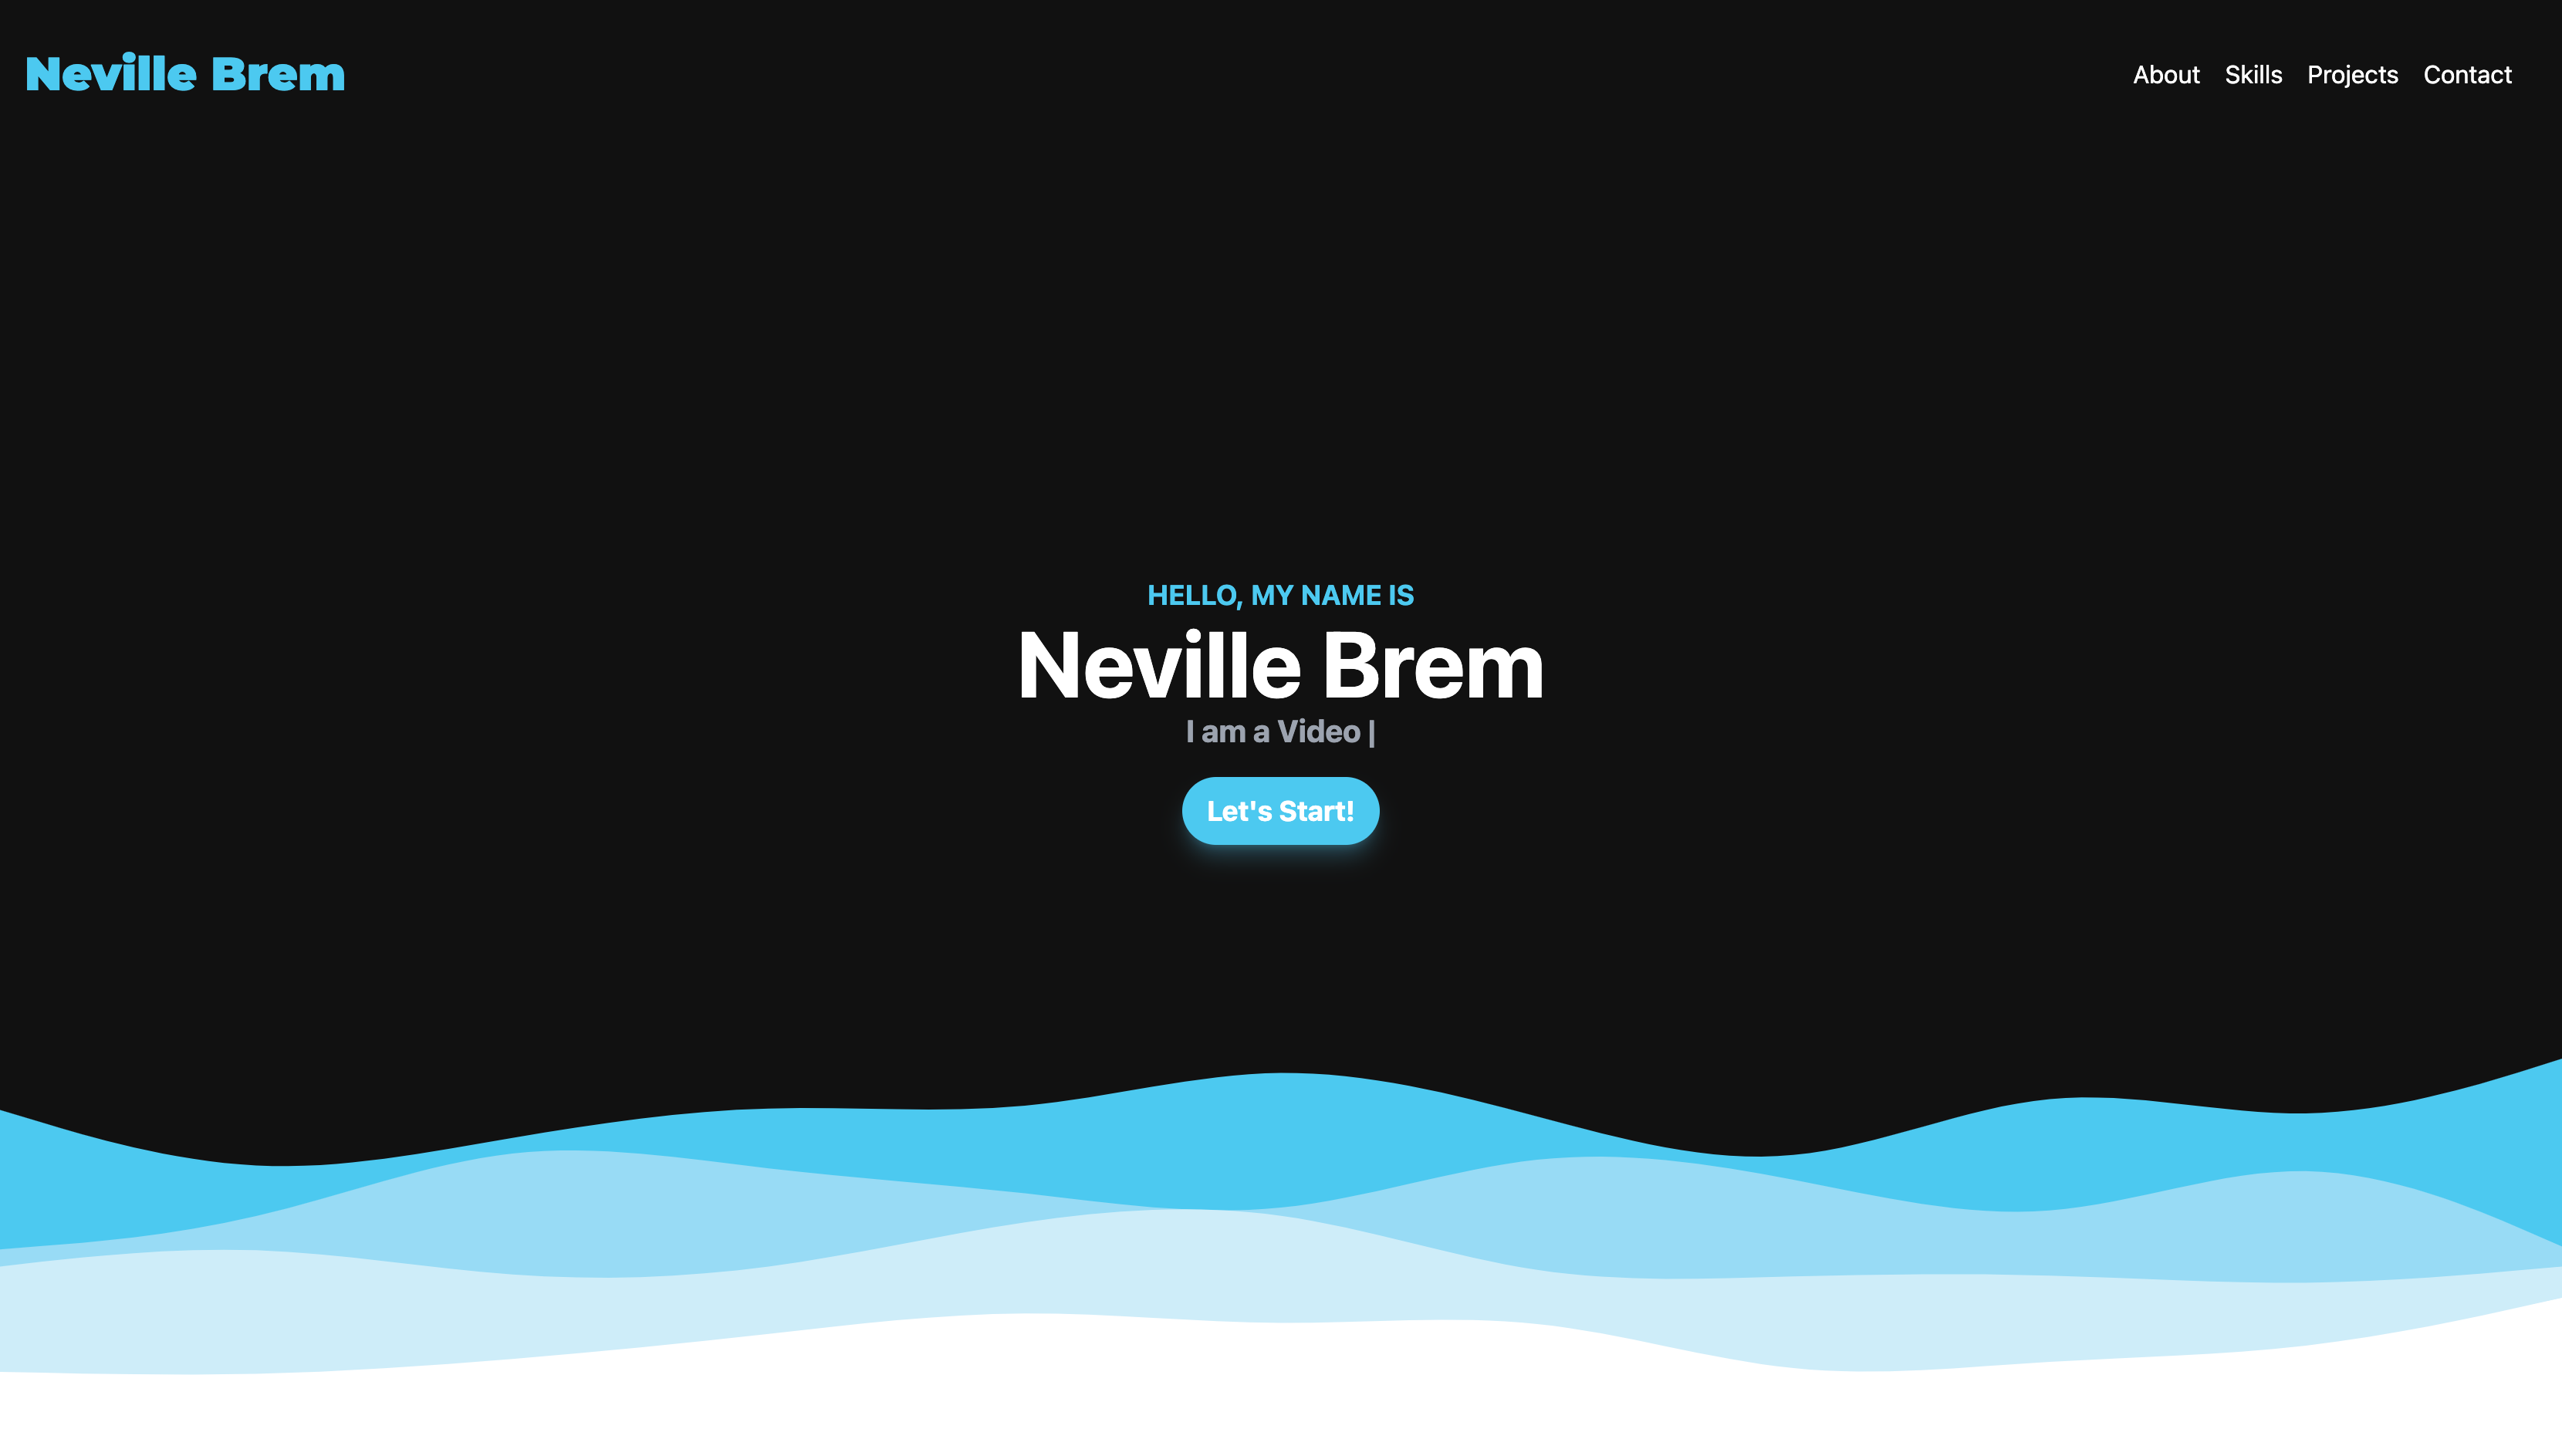 Neville Brem
About Skills Projects Contact
HELLO, MY NAME IS
Neville Brem
I am a Video |
Let's Start!